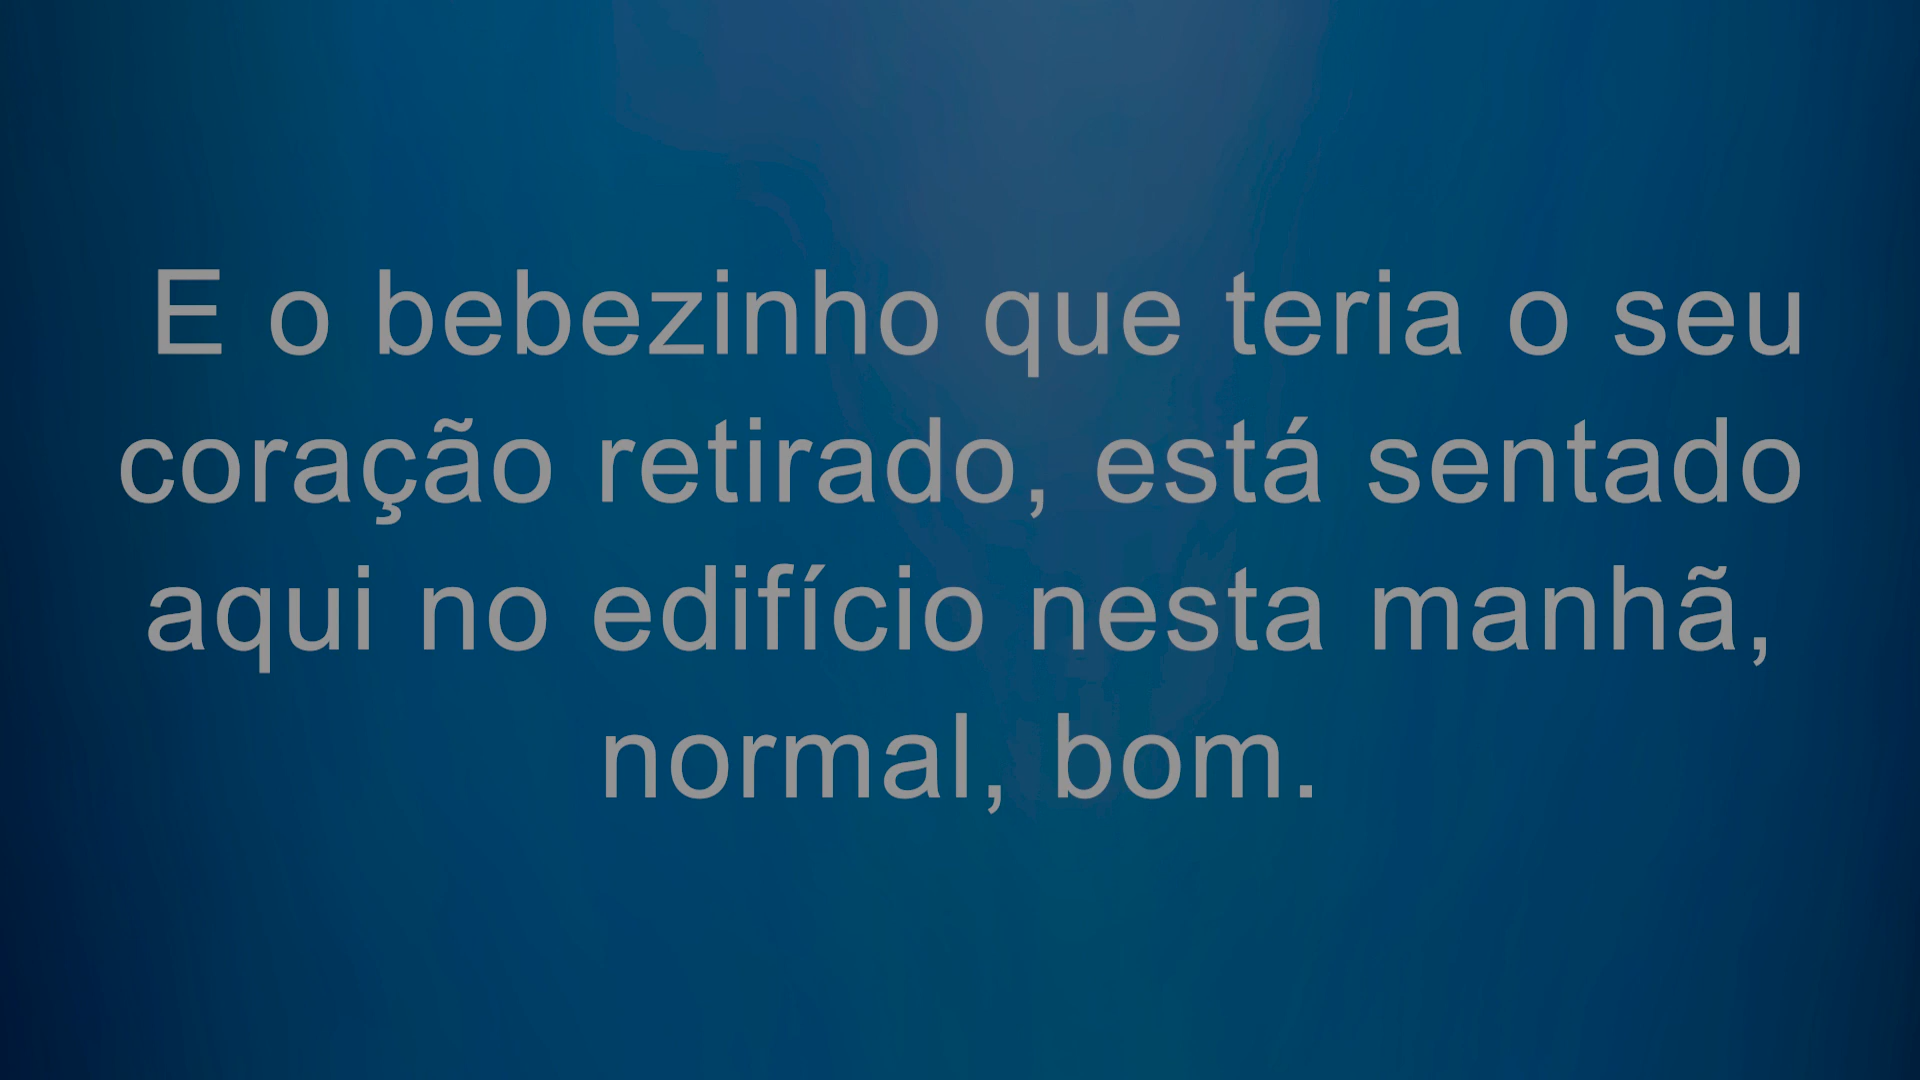 E o bebezinho que teria o seu
coração retirado, está sentado
aqui no edifício nesta manhã,
normal, bom.